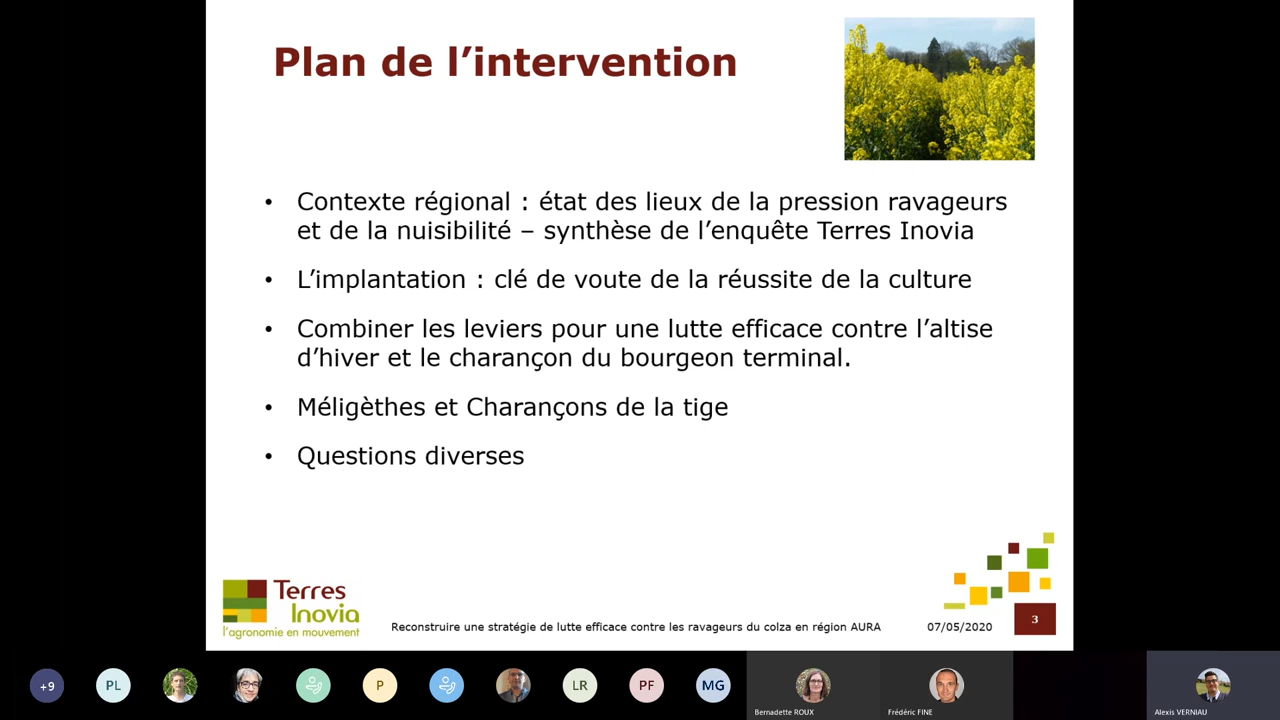 Plan de l’intervention
• Contexte régional : état des lieux de la pression ravageurs
et de la nuisibilité – synthèse de l’enquête Terres Inovia
• L’implantation : clé de voute de la réussite de la culture
• Combiner les leviers pour une lutte efficace contre l’altise
d’hiver et le charançon du bourgeon terminal.
• Méligèthes et Charançons de la tige
• Questions diverses
Terres
Inovia
l’agronomie en mouvement
Reconstruire une stratégie de lutte efficace contre les ravageurs du colza en région AURA
07/05/2020
3
+9
PL
P
LR
PF
MG
Bernadette ROUX
Frédéric FINE
Alexis VERNIAU